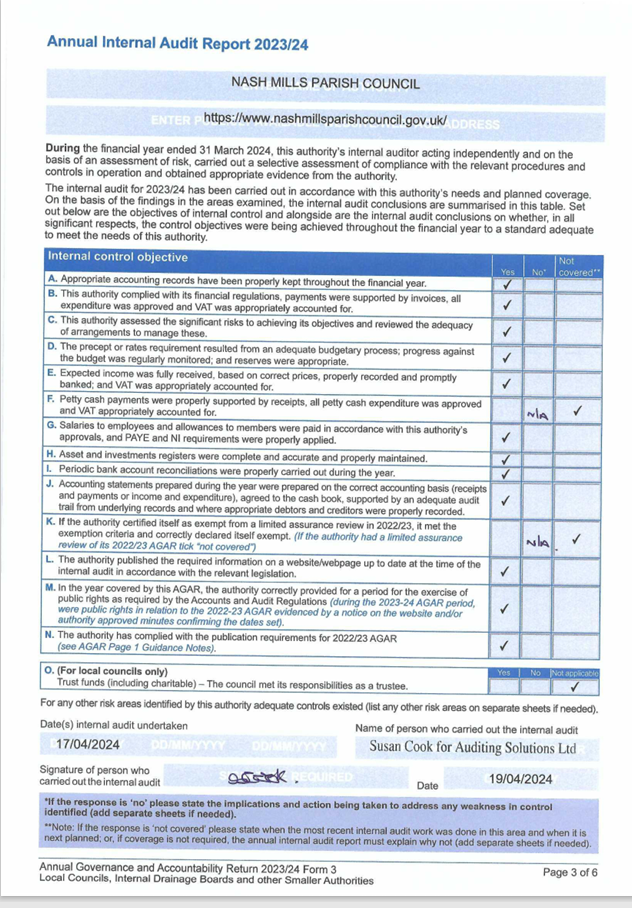 Annual Internal Audit Report 2023/24
NASH MILLS PARISH COUNCIL
https://www.nashmillsparishcouncil.gov.uk/
During the financial year ended 31 March 2024, this authority's internal auditor acting independently and on the
basis of an assessment of risk, carried out a selective assessment of compliance with the relevant procedures and
controls in operation and obtained appropriate evidence from the authority.
The internal audit for 2023/24 has been carried out in accordance with this authority's needs and planned coverage.
On the basis of the findings in the areas examined, the internal audit conclusions are summarised in this table. Set
out below are the objectives of internal control and alongside are the internal audit conclusions on whether, in all
significant respects, the control objectives were being achieved throughout the financial year to a standard adequate
to meet the needs of this authority.
Internal control objective Yes No* Not covered**
A. Appropriate accounting records have been properly kept throughout the financial year. ✓
B. This authority complied with its financial regulations, payments were supported by invoices, all
expenditure was approved and VAT was appropriately accounted for. ✓
C. This authority assessed the significant risks to achieving its objectives and reviewed the adequacy
of arrangements to manage these. ✓
D. The precept or rates requirement resulted from an adequate budgetary process; progress against
the budget was regularly monitored; and reserves were appropriate. ✓
E. Expected income was fully received, based on correct prices, properly recorded and promptly
banked; and VAT was appropriately accounted for. ✓
F. Petty cash payments were properly supported by receipts, all petty cash expenditure was approved
and VAT appropriately accounted for. N/A ✓
G. Salaries to employees and allowances to members were paid in accordance with this authority's
approvals, and PAYE and NI requirements were properly applied. ✓
H. Asset and investments registers were complete and accurate and properly maintained. ✓
I. Periodic bank account reconciliations were properly carried out during the year. ✓
J. Accounting statements prepared during the year were prepared on the correct accounting basis (receipts
and payments or income and expenditure), agreed to the cash book, supported by an adequate audit
trail from underlying records and where appropriate debtors and creditors were properly recorded. ✓
K. If the authority certified itself as exempt from a limited assurance review in 2022/23, it met the
exemption criteria and correctly declared itself exempt. (If the authority had a limited assurance
review of its 2022/23 AGAR tick "not covered") N/A ✓
L. The authority published the required information on a website/webpage up to date at the time of the
internal audit in accordance with the relevant legislation. ✓
M. In the year covered by this AGAR, the authority correctly provided for a period for the exercise of
public rights as required by the Accounts and Audit Regulations (during the 2023-24 AGAR period,
were public rights in relation to the 2022-23 AGAR evidenced by a notice on the website and/or
authority approved minutes confirming the dates set). ✓
N. The authority has complied with the publication requirements for 2022/23 AGAR
(see AGAR Page 1 Guidance Notes). ✓
O. (For local councils only) Yes No Not applicable
Trust funds (including charitable) – The council met its responsibilities as a trustee. ✓
For any other risk areas identified by this authority adequate controls existed (list any other risk areas on separate sheets if needed).
Date(s) internal audit undertaken Name of person who carried out the internal audit
17/04/2024 DD/MM/YYYY DD/MM/YYYY Susan Cook for Auditing Solutions Ltd
Signature of person who
carried out the internal audit Date 19/04/2024
*If the response is 'no' please state the implications and action being taken to address any weakness in control
identified (add separate sheets if needed).
**Note: If the response is 'not covered' please state when the most recent internal audit work was done in this area and when it is
next planned; or, if coverage is not required, the annual internal audit report must explain why not (add separate sheets if needed).
Annual Governance and Accountability Return 2023/24 Form 3 Page 3 of 6
Local Councils, Internal Drainage Boards and other Smaller Authorities